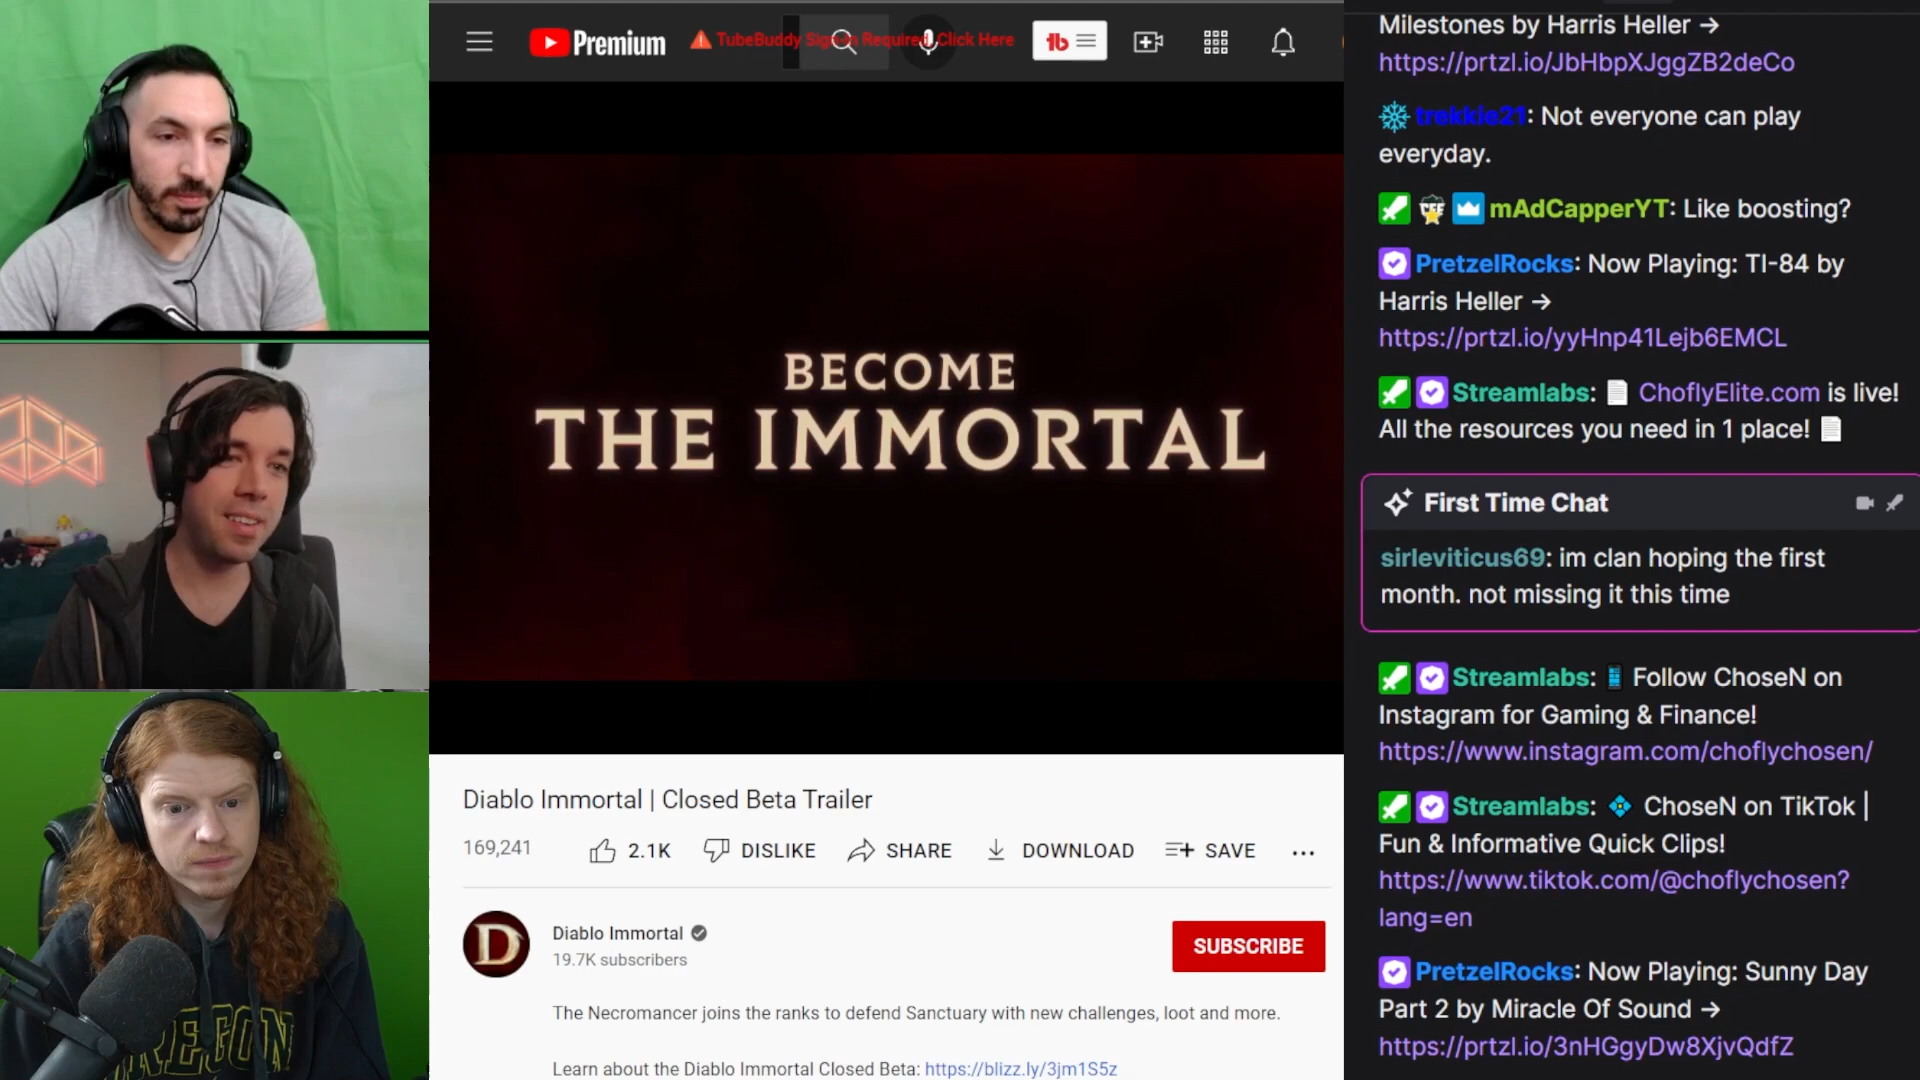 Premium
TubeBuddy Sign-in Required, Click Here
tb
BECOME
THE IMMORTAL
Diablo Immortal | Closed Beta Trailer
169,241
2.1K
DISLIKE
SHARE
DOWNLOAD
SAVE
D
Diablo Immortal
19.7K subscribers
SUBSCRIBE
The Necromancer joins the ranks to defend Sanctuary with new challenges, loot and more.
Learn about the Diablo Immortal Closed Beta: https://blizz.ly/3jm1S5z
OREGON
Milestones by Harris Heller →
https://prtzl.io/JbHbpXJggZB2deCo
trekkie21: Not everyone can play
everyday.
mAdCapperYT: Like boosting?
PretzelRocks: Now Playing: TI-84 by
Harris Heller →
https://prtzl.io/yyHnp41Lejb6EMCL
Streamlabs: ChoflyElite.com is live!
All the resources you need in 1 place!
First Time Chat
sirleviticus69: im clan hoping the first
month. not missing it this time
Streamlabs: Follow ChoseN on
Instagram for Gaming & Finance!
https://www.instagram.com/choflychosen/
Streamlabs: ChoseN on TikTok |
Fun & Informative Quick Clips!
https://www.tiktok.com/@choflychosen?
lang=en
PretzelRocks: Now Playing: Sunny Day
Part 2 by Miracle Of Sound →
https://prtzl.io/3nHGgyDw8XjvQdfZ